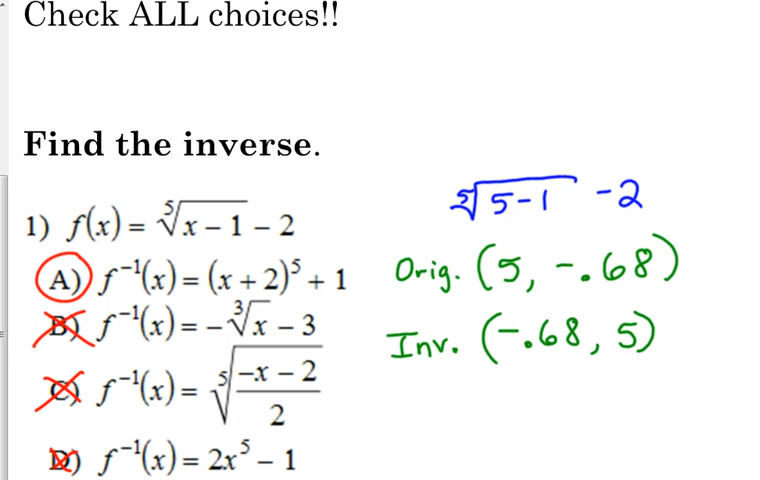 Check ALL choices!!
Find the inverse.
1) f(x) = ⁵√(x − 1) − 2
⁵√(5 − 1) − 2
A) f⁻¹(x) = (x + 2)⁵ + 1
Orig. (5, −.68)
B) f⁻¹(x) = −³√x − 3
Inv. (−.68, 5)
C) f⁻¹(x) = ⁵√((−x − 2)/2)
D) f⁻¹(x) = 2x⁵ − 1